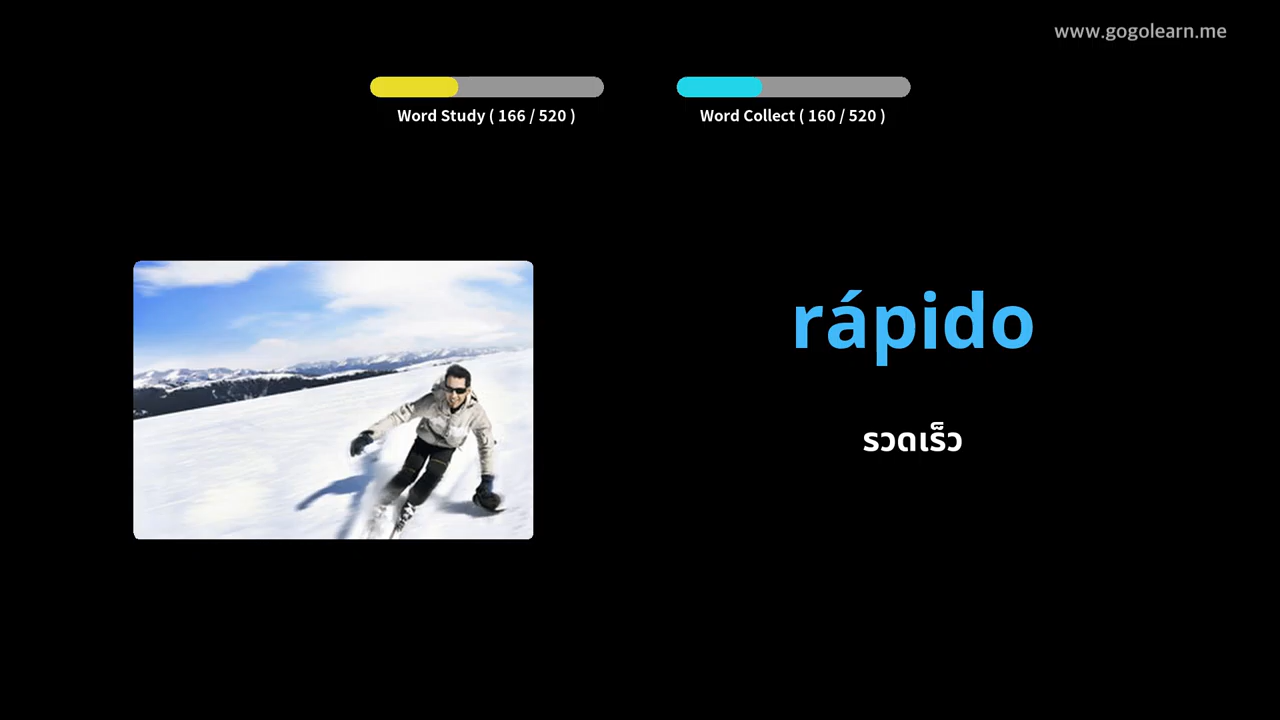 www.gogolearn.me
Word Study ( 166 / 520 )
Word Collect ( 160 / 520 )
rápido
รวดเร็ว